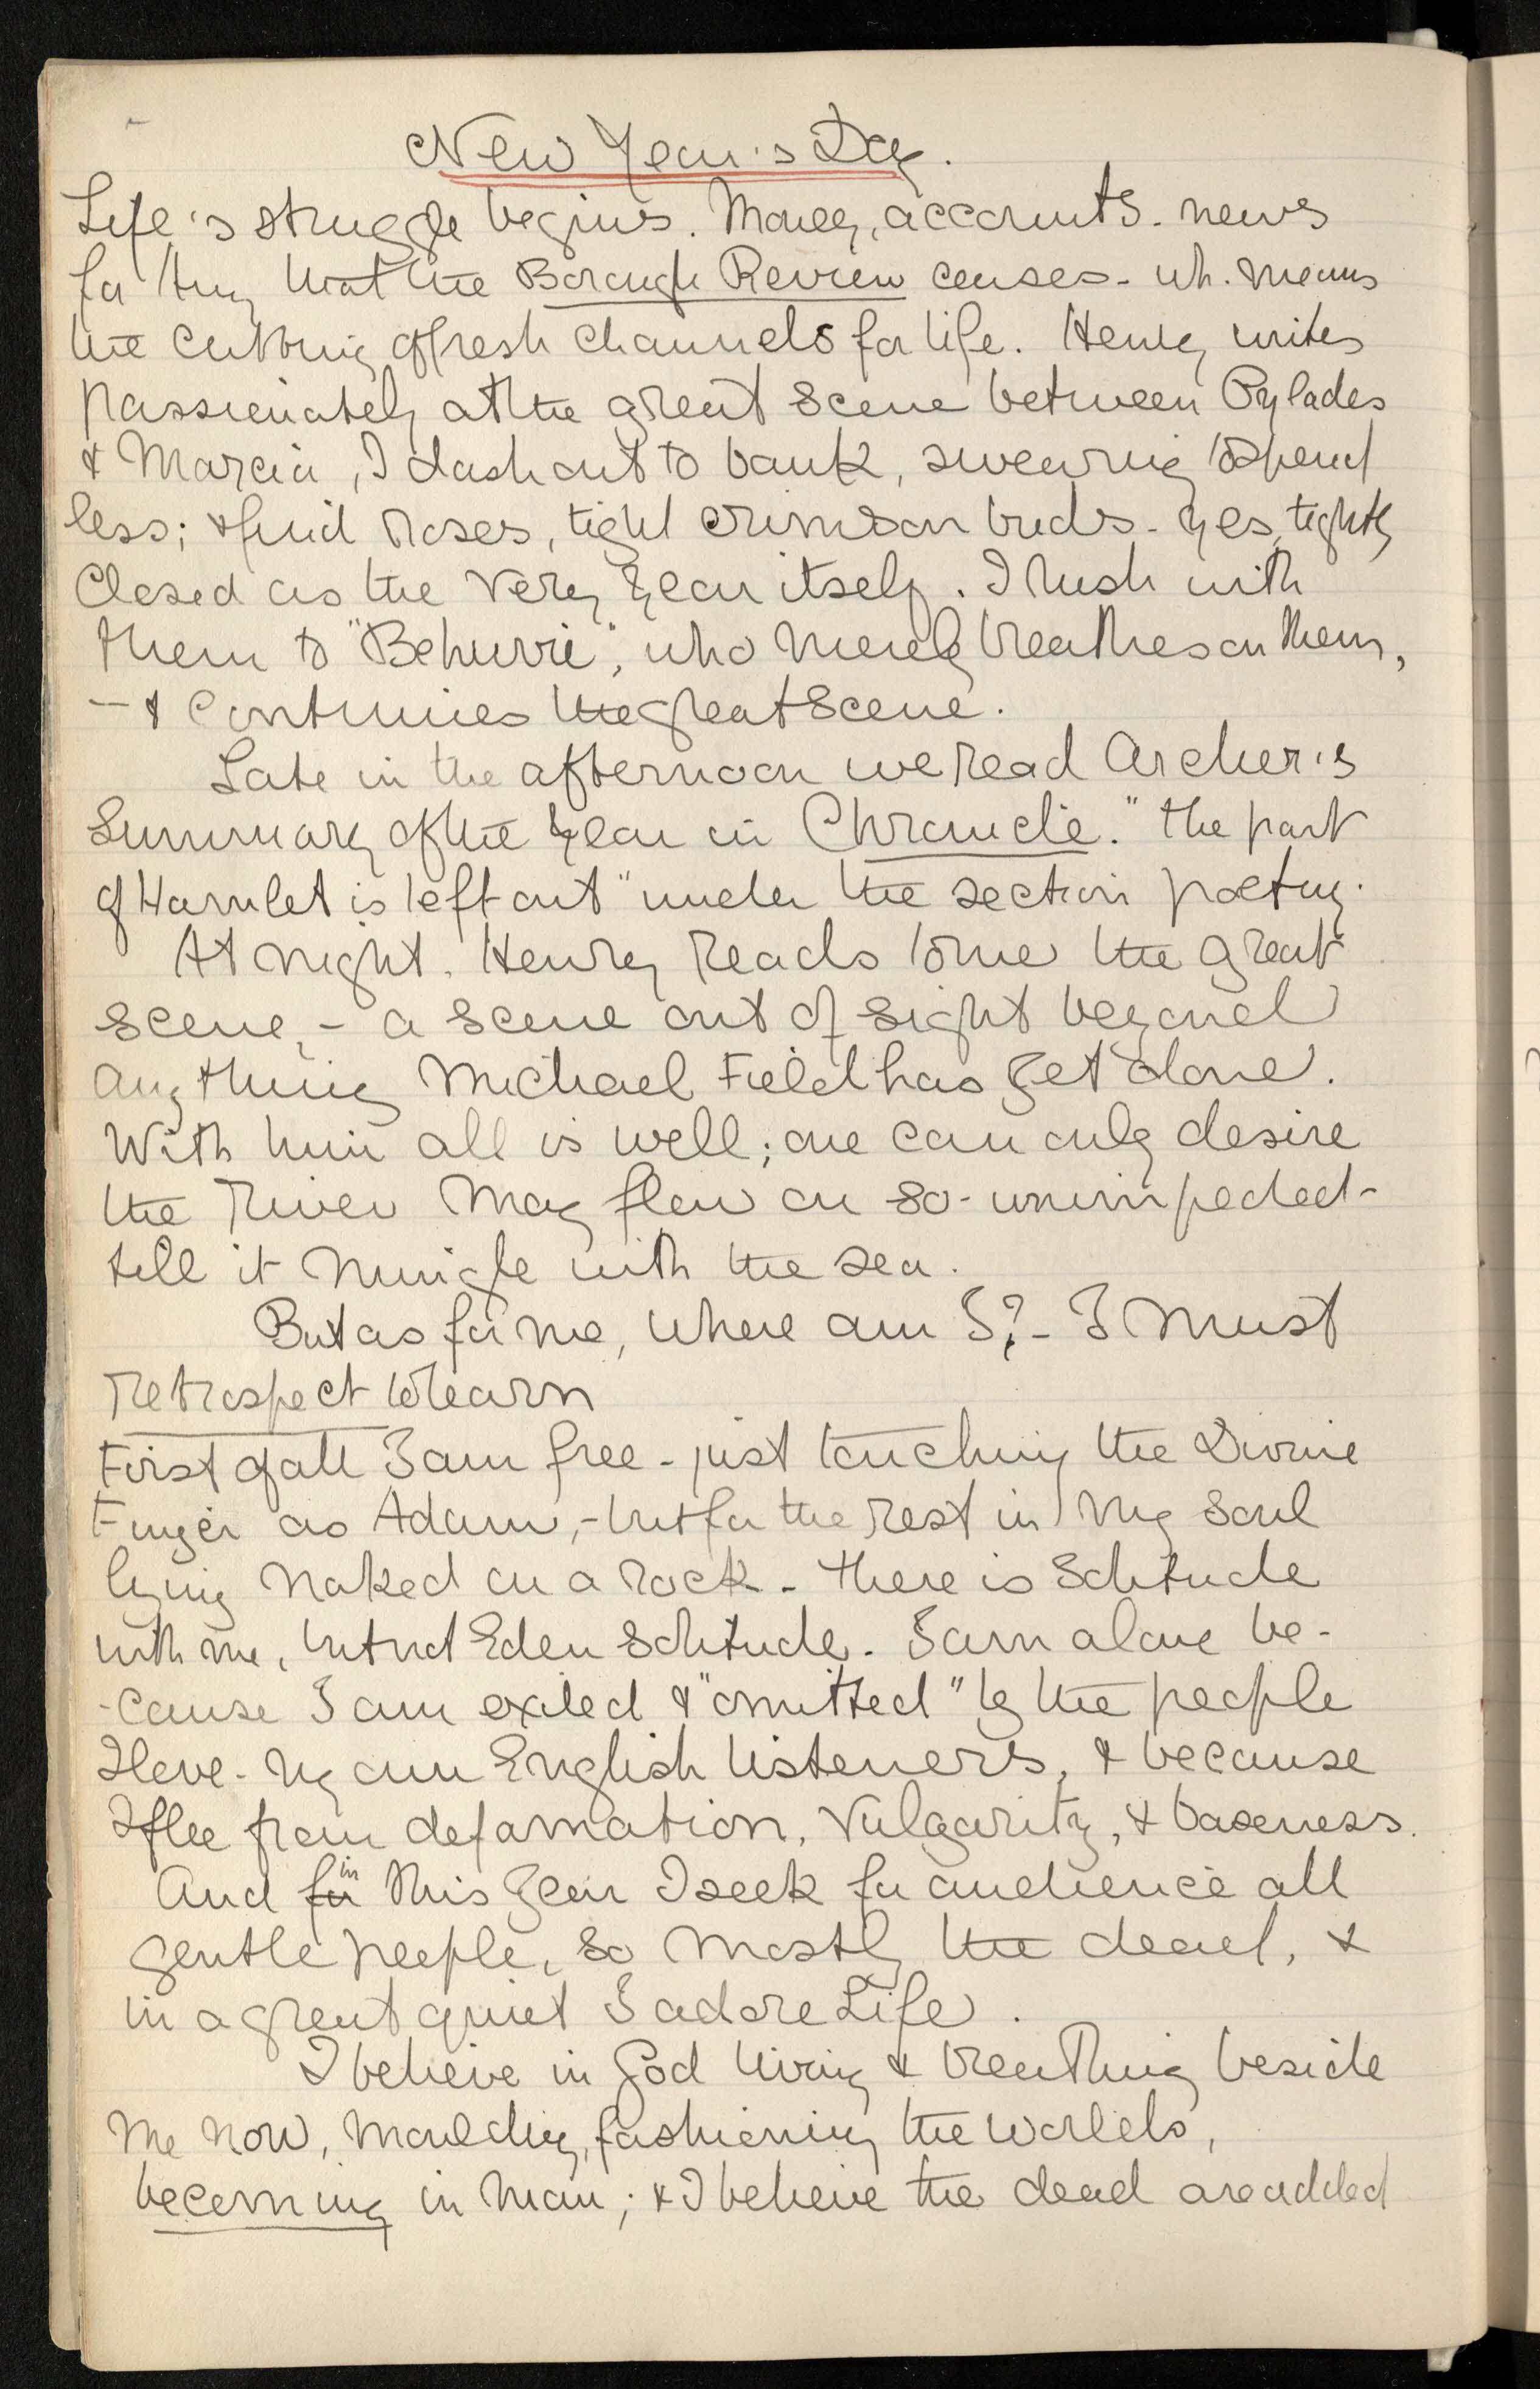 New Year's Day.
Life's struggle begins. Money, accounts. news
that the Borough Review ceases - wh. means
the cutting of fresh channels for life. Henry writes
passionately at the great scene between Pylades
& Marcia, I dash out to bank, swearing to spend
less; & find roses, tight crimson buds - yes, tightly
closed as the very year itself. I rush with
them to who merely breathes on them,
- & continues the great scene.
Late in the afternoon we read Archer's
Summary of the Year in Chronicle. "the part
of Hamlet is left out" under the section poetry.
At night. Henry reads to me the great
scene, - a scene out of sight beyond
anything Michael Field has yet done.
With him all is well; one can only desire
the River may flow on so - unimpeded -
till it mingle with the sea.
But as for me, where am I? - I must
retrospect to learn
First of all I am free - just touching the Divine
Finger as Adam, - but for the rest in my soul
lying naked on a rock - there is solitude
with me, but not Eden solitude. I am alone be-
-cause I am exiled & "omitted" by the people
I love - my own English listeners, & because
I flee from defamation, vulgarity, & baseness.
And for in this year I seek for audience all
gentle people, so mostly the dead, &
in a great quiet I adore Life.
I believe in God living & breathing beside
me now, moulding, fashioning the worlds,
becoming in man; & I believe the dead are added